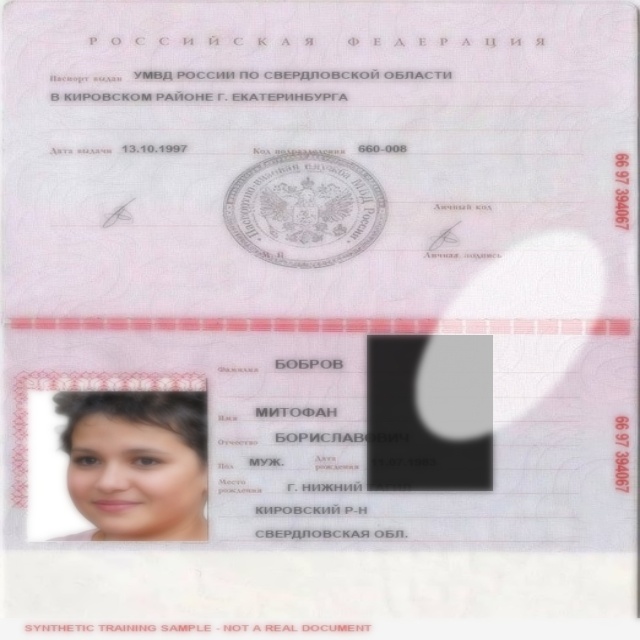 РОССИЙСКАЯ ФЕДЕРАЦИЯ
Паспорт выдан УМВД РОССИИ ПО СВЕРДЛОВСКОЙ ОБЛАСТИ
В КИРОВСКОМ РАЙОНЕ Г. ЕКАТЕРИНБУРГА
Дата выдачи 13.10.1997 Код подразделения 660-008
66 97 394067
Личный код
Личная подпись
Фамилия БОБРОВ
Имя МИТОФАН
Отчество БОРИСЛАВОВИЧ
Пол МУЖ. Дата рождения
Место рождения Г. НИЖНИЙ
КИРОВСКИЙ Р-Н
СВЕРДЛОВСКАЯ ОБЛ.
66 97 394067
SYNTHETIC TRAINING SAMPLE - NOT A REAL DOCUMENT